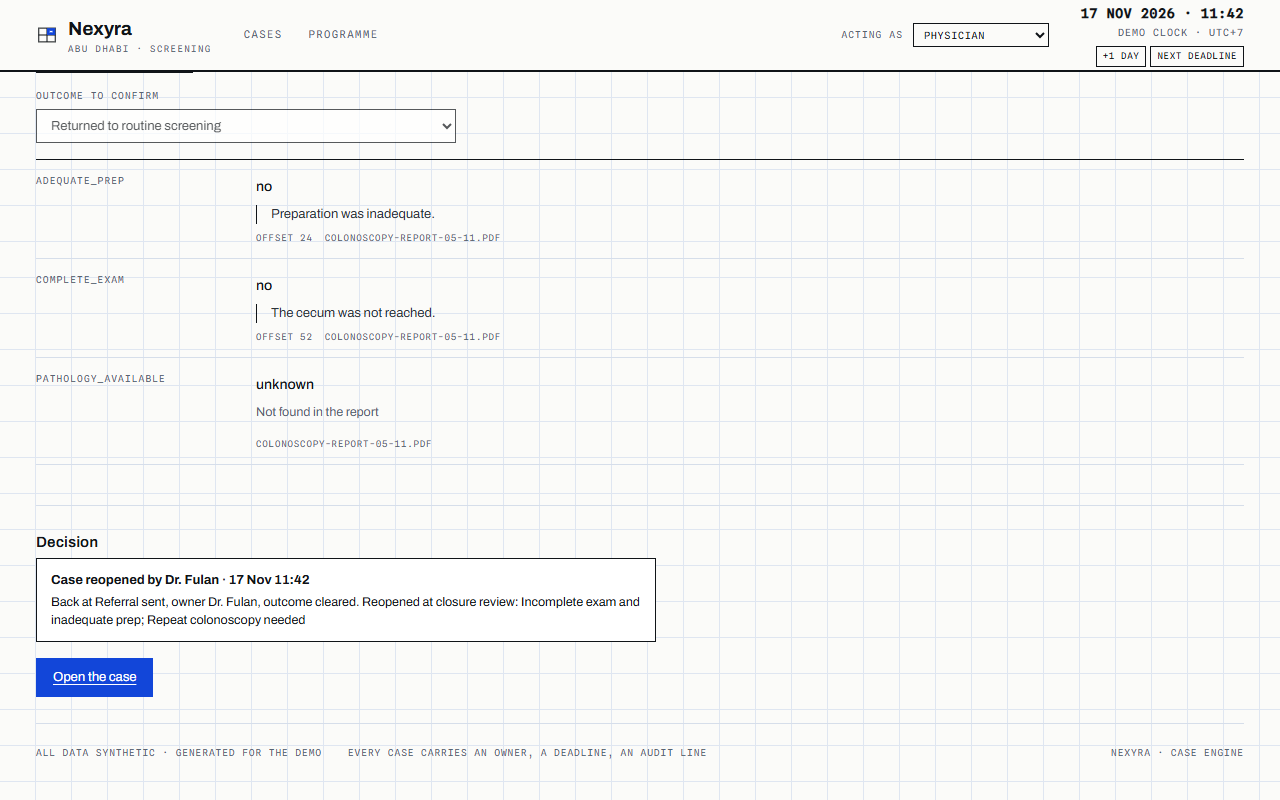 Nexyra
ABU DHABI · SCREENING
CASES
PROGRAMME
ACTING AS
PHYSICIAN
17 NOV 2026 · 11:42
DEMO CLOCK · UTC+7
+1 DAY
NEXT DEADLINE
OUTCOME TO CONFIRM
Returned to routine screening
ADEQUATE_PREP
no
Preparation was inadequate.
OFFSET 24 COLONOSCOPY-REPORT-05-11.PDF
COMPLETE_EXAM
no
The cecum was not reached.
OFFSET 52 COLONOSCOPY-REPORT-05-11.PDF
PATHOLOGY_AVAILABLE
unknown
Not found in the report
COLONOSCOPY-REPORT-05-11.PDF
Decision
Case reopened by Dr. Fulan · 17 Nov 11:42
Back at Referral sent, owner Dr. Fulan, outcome cleared. Reopened at closure review: Incomplete exam and
inadequate prep; Repeat colonoscopy needed
Open the case
ALL DATA SYNTHETIC · GENERATED FOR THE DEMO
EVERY CASE CARRIES AN OWNER, A DEADLINE, AN AUDIT LINE
NEXYRA · CASE ENGINE